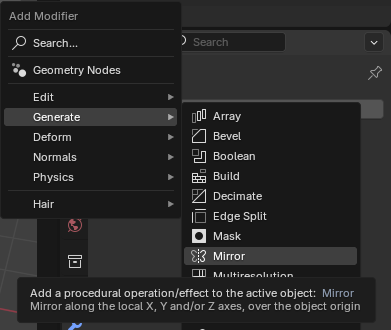 Add Modifier
Search...
Search
Geometry Nodes
Edit
Generate
Deform
Normals
Physics
Hair
Array
Bevel
Boolean
Build
Decimate
Edge Split
Mask
Mirror
Multiresolution
Add a procedural operation/effect to the active object: Mirror
Mirror along the local X, Y and/or Z axes, over the object origin